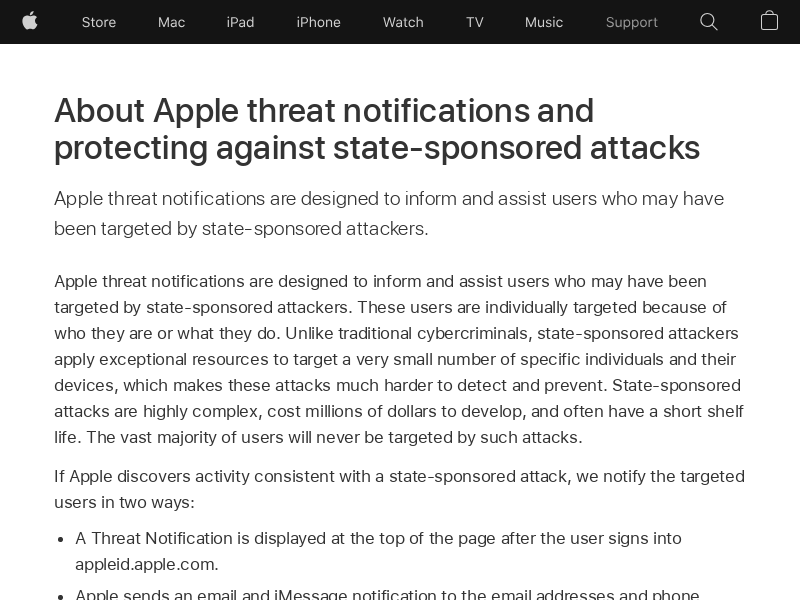 Store Mac iPad iPhone Watch TV Music Support
About Apple threat notifications and
protecting against state-sponsored attacks
Apple threat notifications are designed to inform and assist users who may have
been targeted by state-sponsored attackers.
Apple threat notifications are designed to inform and assist users who may have been
targeted by state-sponsored attackers. These users are individually targeted because of
who they are or what they do. Unlike traditional cybercriminals, state-sponsored attackers
apply exceptional resources to target a very small number of specific individuals and their
devices, which makes these attacks much harder to detect and prevent. State-sponsored
attacks are highly complex, cost millions of dollars to develop, and often have a short shelf
life. The vast majority of users will never be targeted by such attacks.
If Apple discovers activity consistent with a state-sponsored attack, we notify the targeted
users in two ways:
• A Threat Notification is displayed at the top of the page after the user signs into
appleid.apple.com.
• Apple sends an email and iMessage notification to the email addresses and phone